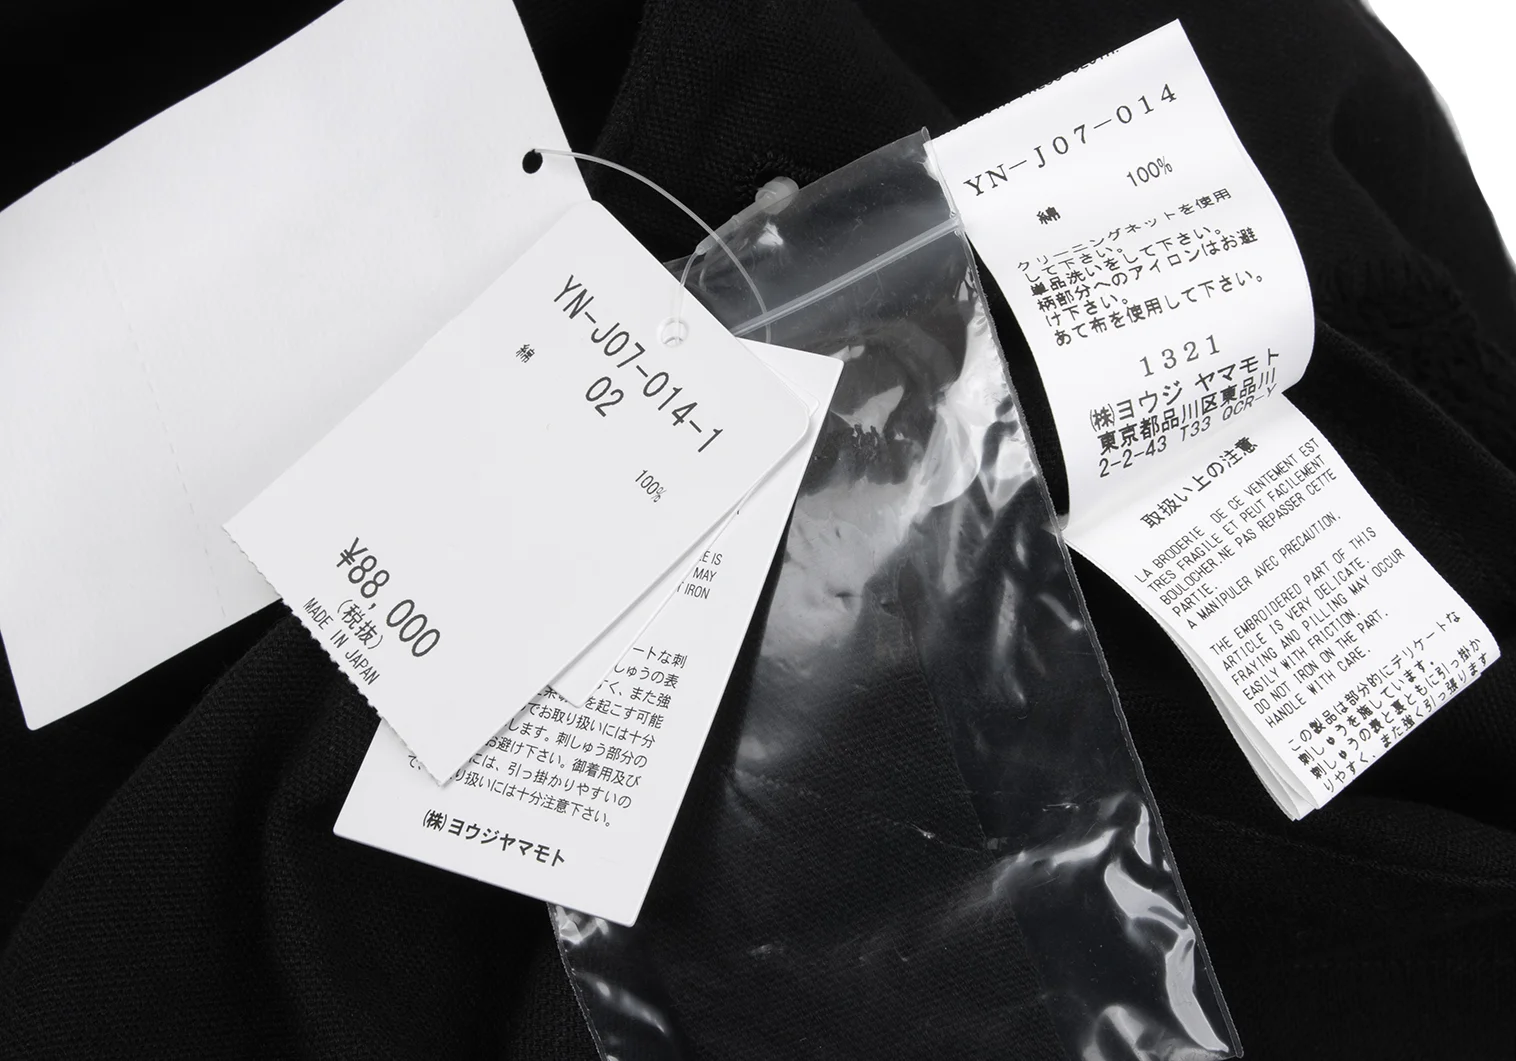 YN-J07-014-1
02
綿
100%
¥88,000
(税抜)
MADE IN JAPAN
IS
MAY
IRON
ートな刺
しゅうの表
く、また強
を起こす可能
でお取り扱いには十分
します。刺しゅう部分の
お避け下さい。御着用及び
には、引っ掛かりやすいの
で、
り扱いには十分注意下さい。
(株)ヨウジヤマモト
YN-J07-014
100%
綿
クリーニングネットを使用
して下さい。
単品洗いをして下さい。
柄部分へのアイロンはお避
け下さい。
あて布を使用して下さい。
1321
(株)ヨウジ ヤマモト
東京都品川区東品川
2-2-43 T33 OCR-Y
取扱い上の注意
LA BRODERIE DE CE VENTEMENT EST
TRES FRAGILE ET PEUT FACILEMENT
BOULOCHER.NE PAS REPASSER CETTE
PARTIE.
A MANIPULER AVEC PRECAUTION.
THE EMBROIDERED PART OF THIS
ARTICLE IS VERY DELICATE.
FRAYING AND PILLING MAY OCCUR
EASILY WITH FRICTION.
DO NOT IRON ON THE PART.
HANDLE WITH CARE.
この製品は部分的にデリケートな
刺しゅうを施しています。
刺しゅうの表と裏ともに引っ掛か
りやすく、また強く引っ張ります